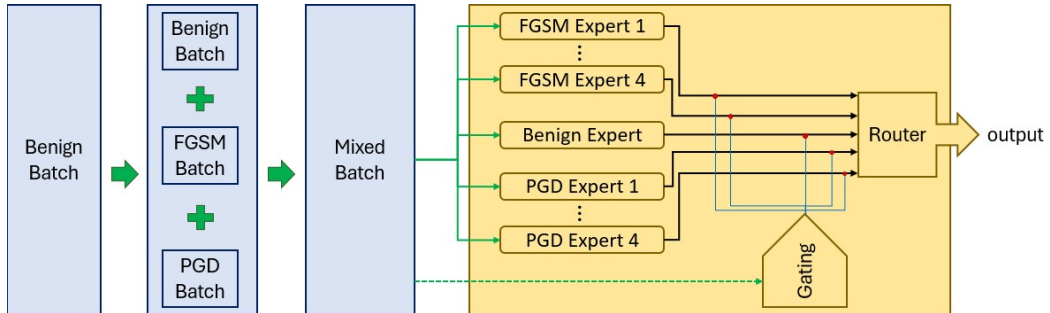 Benign
Batch
Benign
Batch
FGSM
Batch
PGD
Batch
Mixed
Batch
FGSM Expert 1
FGSM Expert 4
Benign Expert
PGD Expert 1
PGD Expert 4
Router
output
Gating